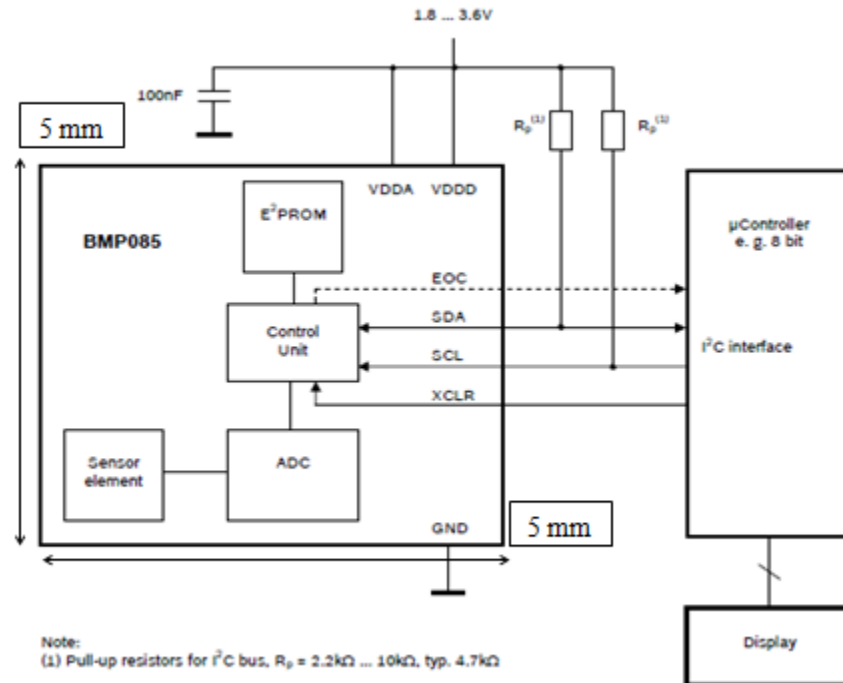 1.8 ... 3.6V
100nF
5 mm
Rp(1)
Rp(1)
VDDA VDDD
E²PROM
BMP085
µController
e. g. 8 bit
EOC
SDA
Control
Unit
I²C interface
SCL
XCLR
Sensor
element
ADC
GND
5 mm
Display
Note:
(1) Pull-up resistors for I²C bus, Rp = 2.2kΩ ... 10kΩ, typ. 4.7kΩ